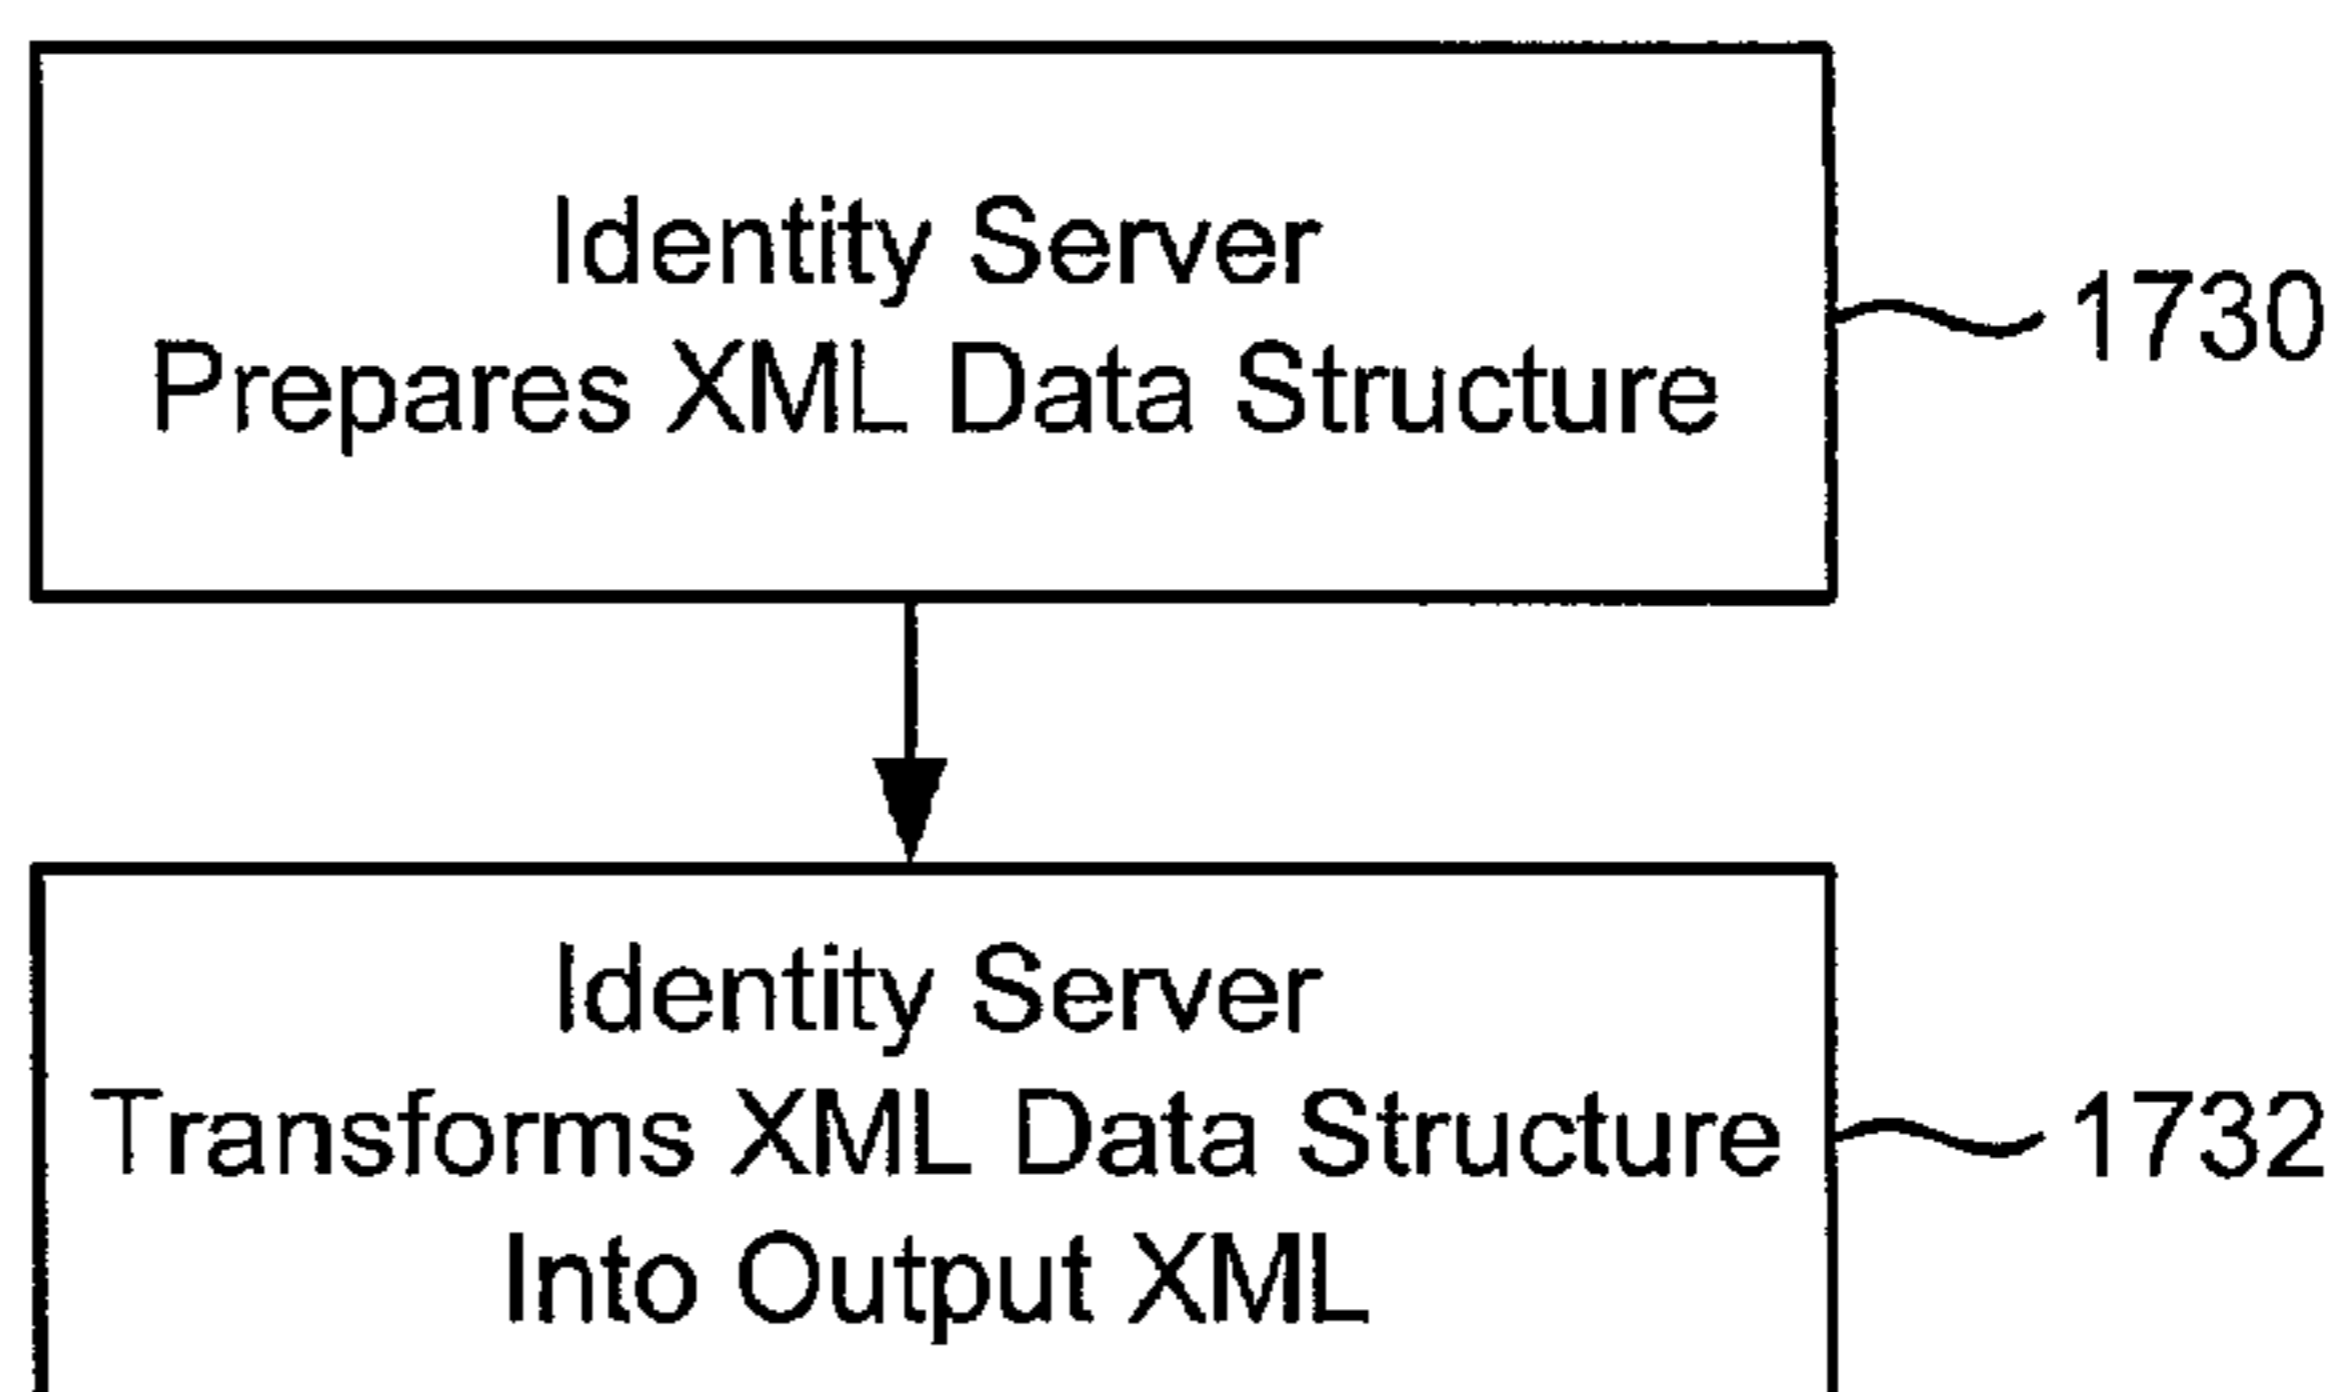 Identity Server
Prepares XML Data Structure
1730
Identity Server
Transforms XML Data Structure
Into Output XML
1732